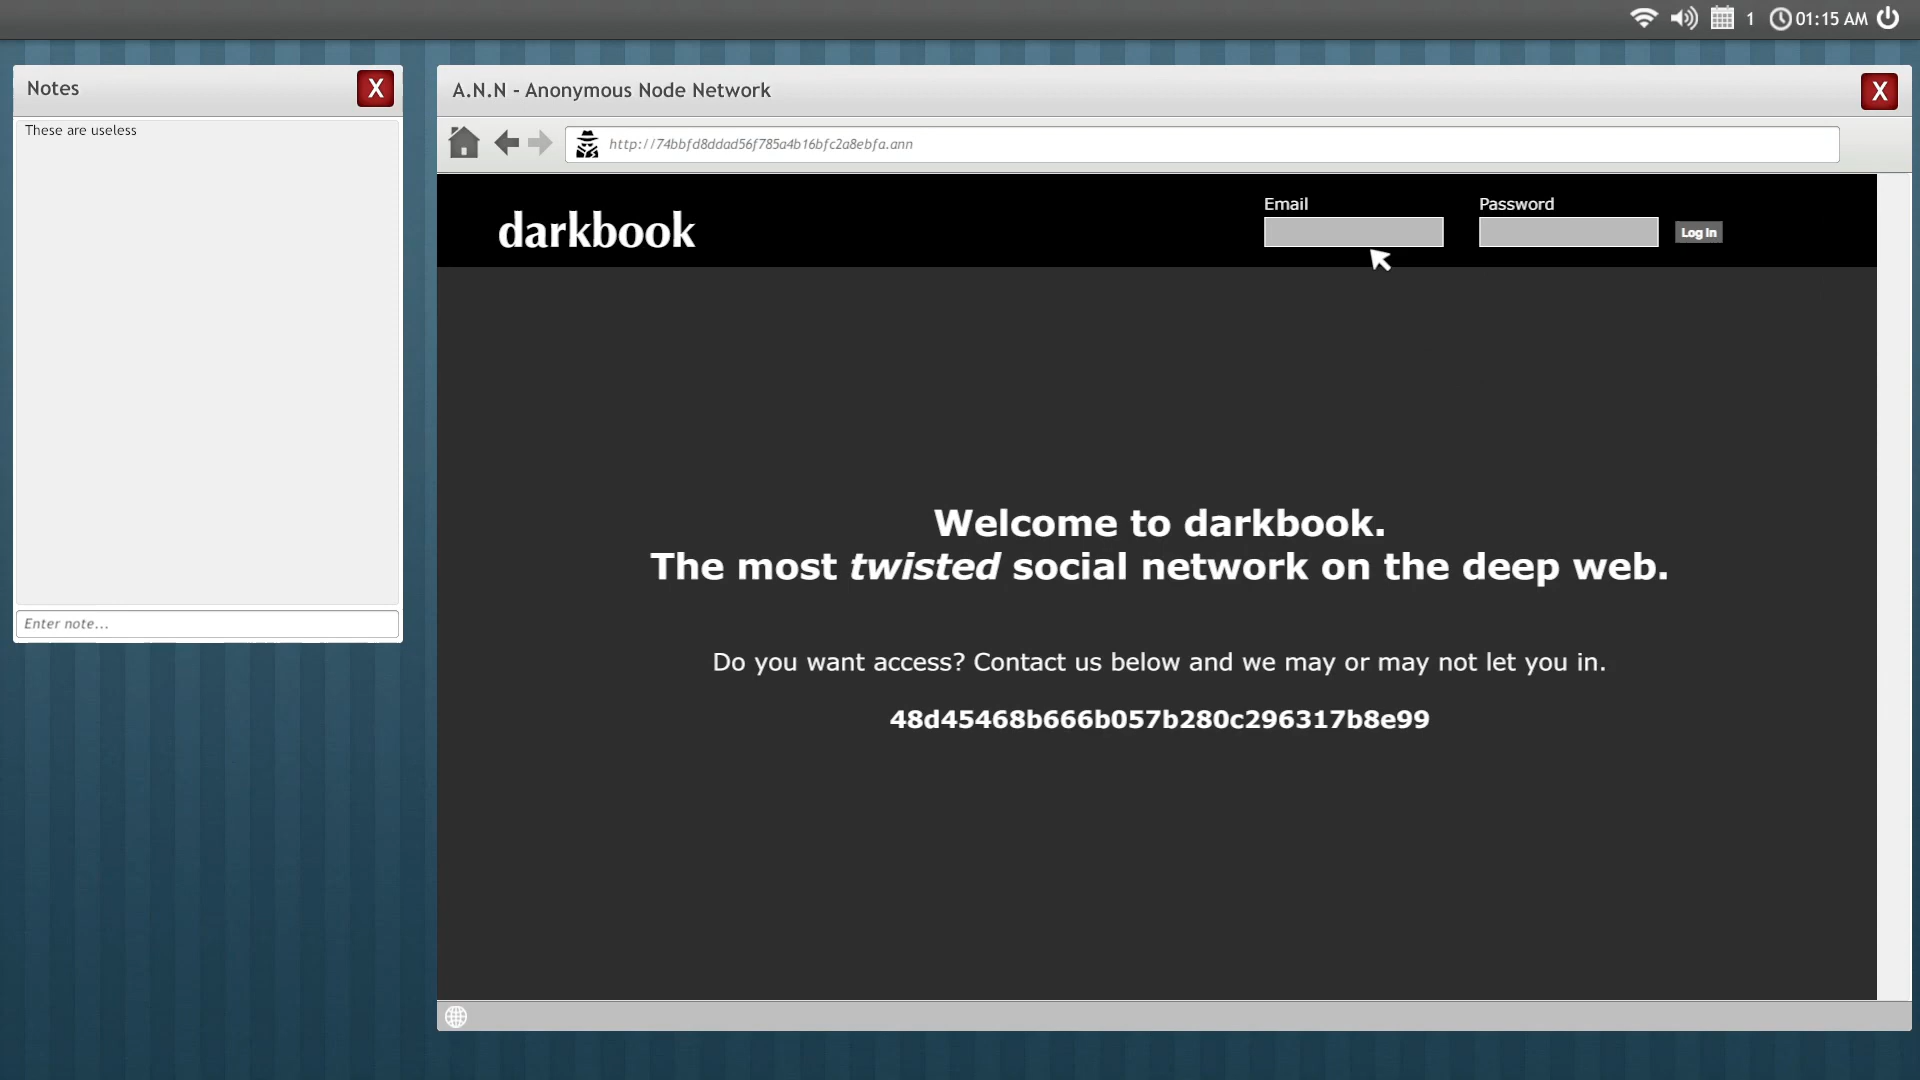 1 01:15 AM
Notes X
These are useless
Enter note...
A.N.N - Anonymous Node Network X
http://74bbfd8ddad56f785a4b16bfc2a8ebfa.ann
darkbook
Email Password
Log In
Welcome to darkbook.
The most twisted social network on the deep web.
Do you want access? Contact us below and we may or may not let you in.
48d45468b666b057b280c296317b8e99